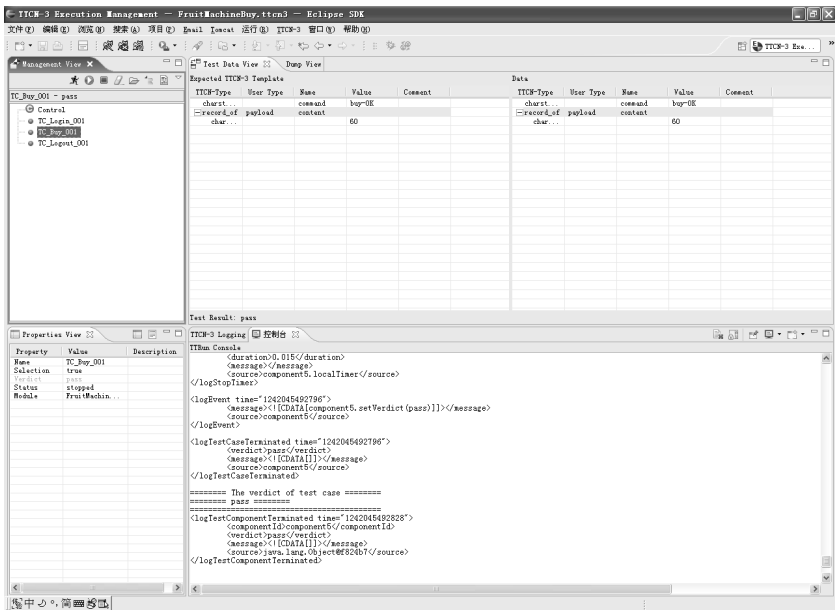 TTCN-3 Execution Management - FruitMachineBuy.ttcn3 - Eclipse SDK
文件(F) 编辑(E) 浏览(N) 搜索(A) 项目(P) Email Tomcat 运行(R) TTCN-3 窗口(W) 帮助(H)
TTCN-3 Exe... »
Management View
TC_Buy_001 - pass
Control
TC_Login_001
TC_Buy_001
TC_Logout_001
Test Data View Dump View
Expected TTCN-3 Template
TTCN-Type User Type Name Value Comment
charst... command buy-OK
record_of payload content
char... 60
Data
TTCN-Type User Type Name Value Comment
charst... command buy-OK
record_of payload content
char... 60
Test Result: pass
Properties View
Property Value Description
Name TC_Buy_001
Selection true
Verdict pass
Status stopped
Module FruitMachin...
TTCN-3 Logging 控制台
TTRun Console
<duration>0.015</duration>
<message></message>
<source>component5.localTimer</source>
</logStopTimer>
<logEvent time="1242045492796">
<message><![CDATA[component5.setVerdict(pass)]]></message>
<source>component5</source>
</logEvent>
<logTestCaseTerminated time="1242045492796">
<verdict>pass</verdict>
<message><![CDATA[]]></message>
<source>component5</source>
</logTestCaseTerminated>
======== The verdict of test case ========
======== pass ========
==========================================
<logTestComponentTerminated time="1242045492828">
<componentId>component5</componentId>
<verdict>pass</verdict>
<message><![CDATA[]]></message>
<source>java.lang.Object@f824b7</source>
</logTestComponentTerminated>
中 简